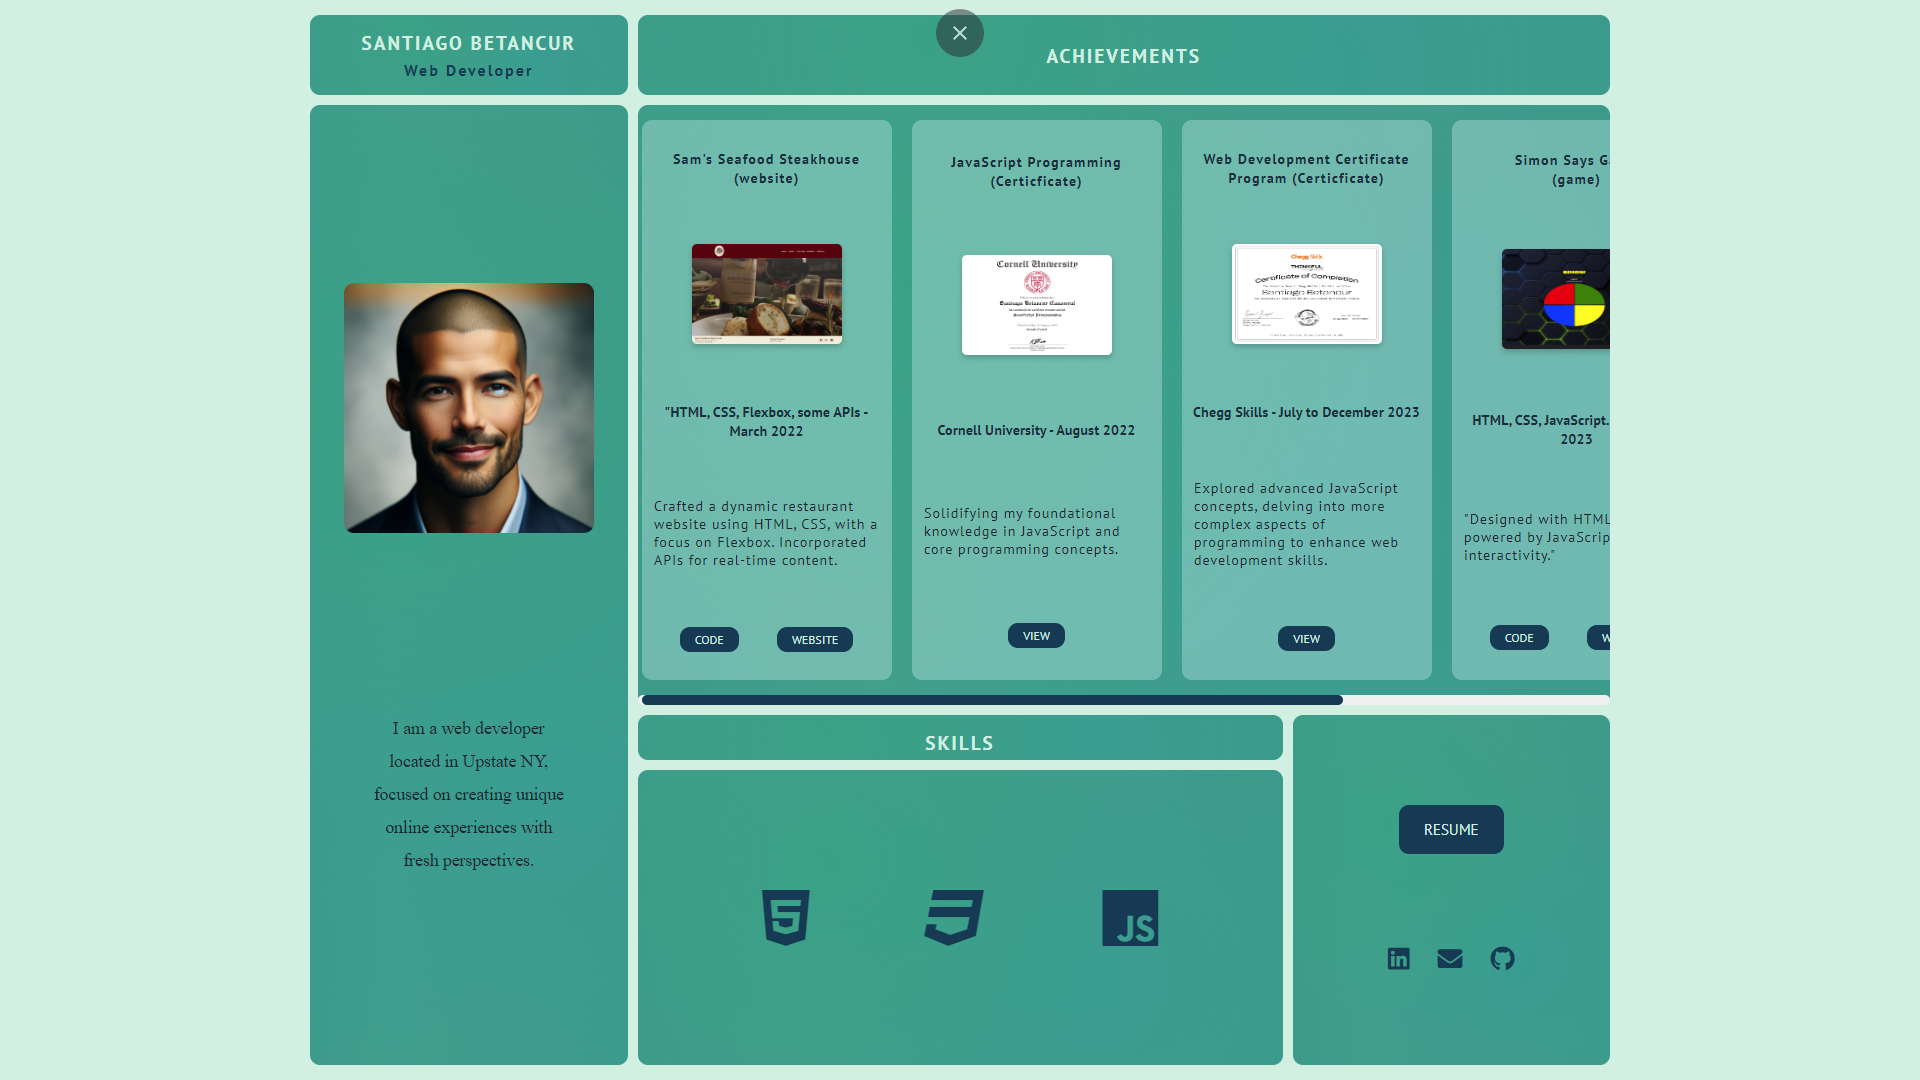 SANTIAGO BETANCUR
Web Developer
ACHIEVEMENTS
Sam's Seafood Steakhouse
(website)
"HTML, CSS, Flexbox, some APIs -
March 2022
Crafted a dynamic restaurant
website using HTML, CSS, with a
focus on Flexbox. Incorporated
APIs for real-time content.
CODE
WEBSITE
JavaScript Programming
(Certicficate)
Cornell University
Cornell University - August 2022
Solidifying my foundational
knowledge in JavaScript and
core programming concepts.
VIEW
Web Development Certificate
Program (Certicficate)
Chegg Skills
THINKFUL
Certificate of Completion
Santiago Betancur
Chegg Skills - July to December 2023
Explored advanced JavaScript
concepts, delving into more
complex aspects of
programming to enhance web
development skills.
VIEW
Simon Says G
(game)
HTML, CSS, JavaScript.
2023
"Designed with HTML
powered by JavaScrip
interactivity."
CODE
W
I am a web developer
located in Upstate NY,
focused on creating unique
online experiences with
fresh perspectives.
SKILLS
JS
RESUME
in